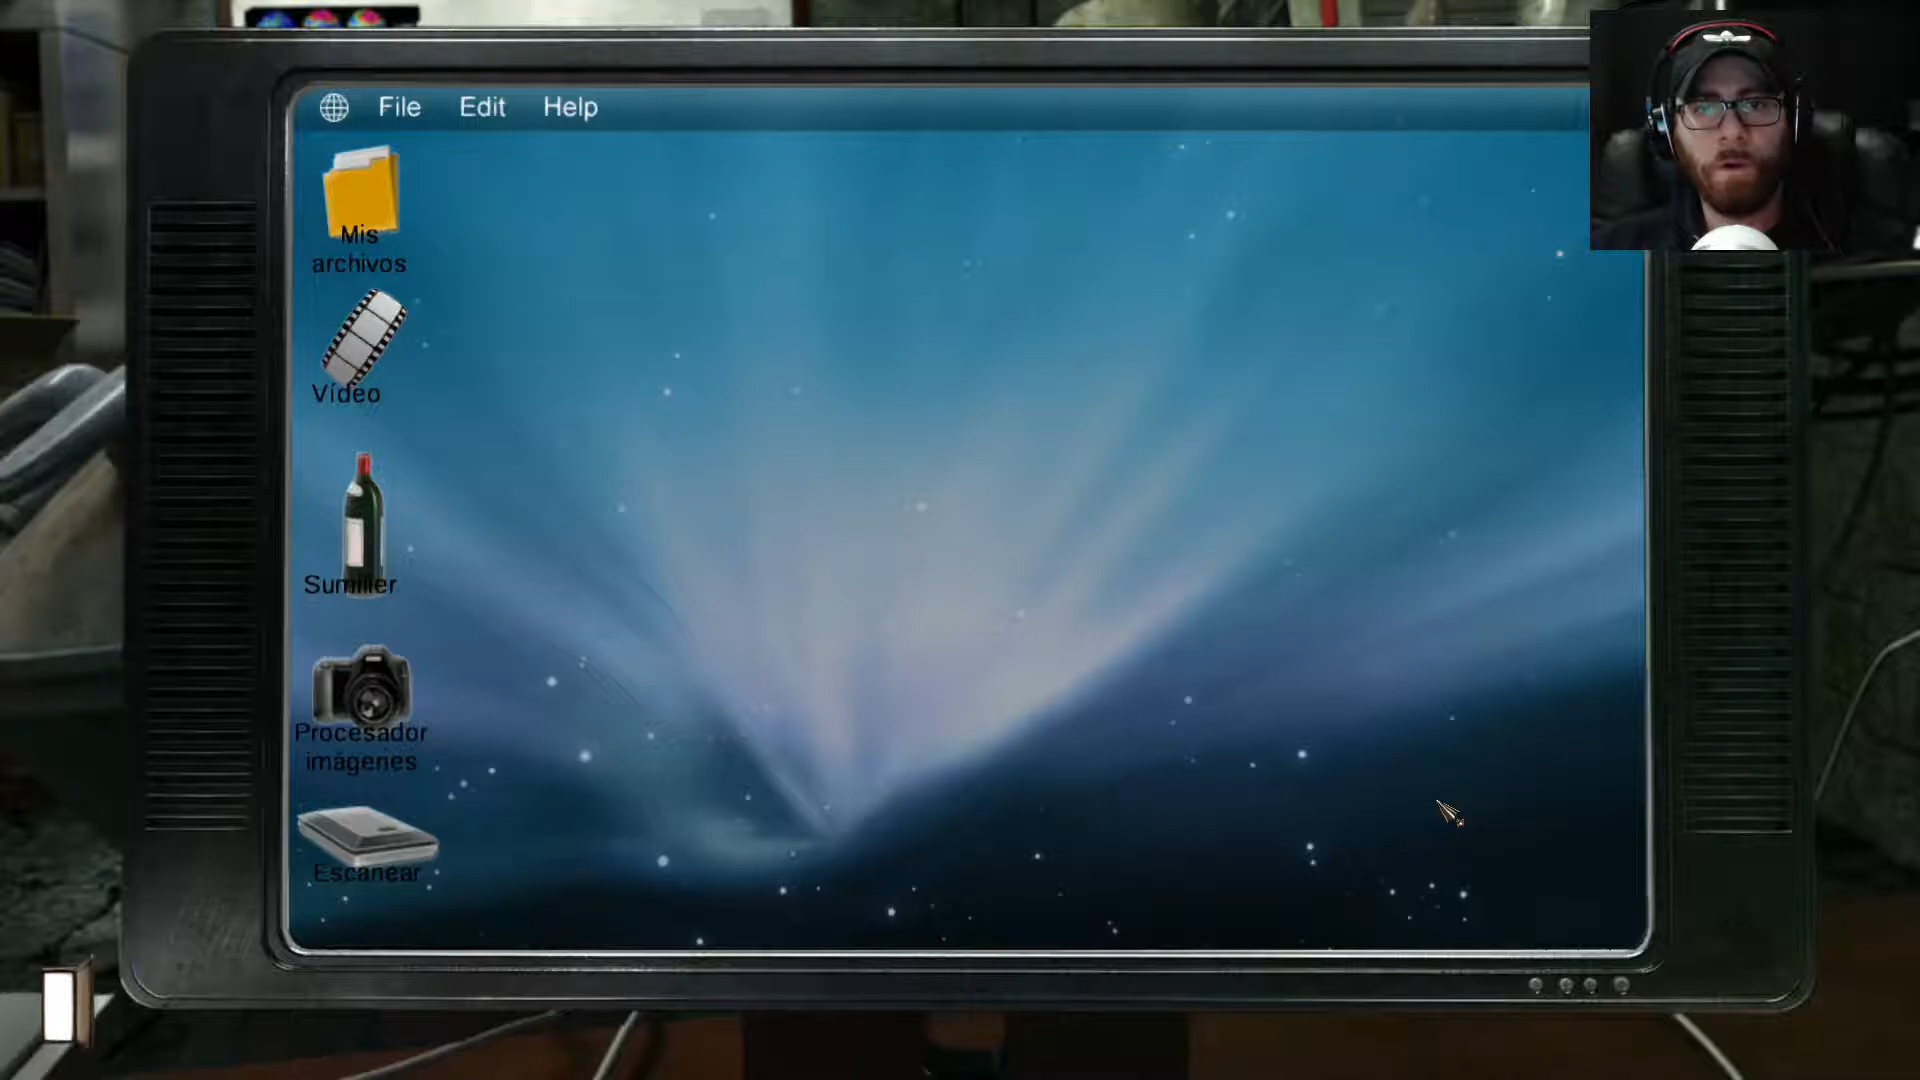 File Edit Help
Mis
archivos
Vídeo
Sumiller
Procesador
imágenes
Escanear